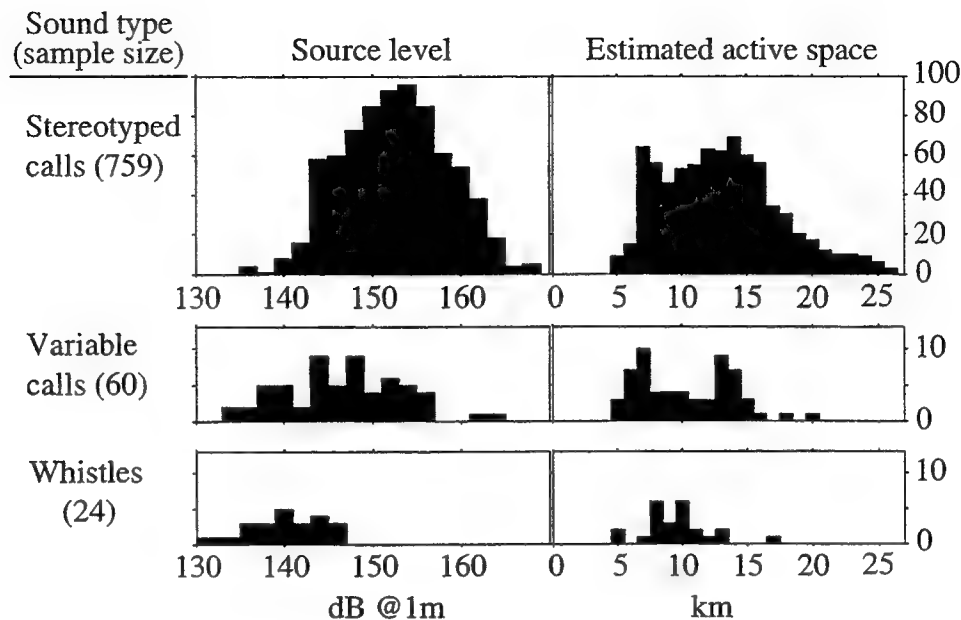 Sound type
(sample size)
Source level
Estimated active space
Stereotyped
calls (759)
100
80
60
40
20
0
130 140 150 160
0 5 10 15 20 25
Variable
calls (60)
10
0
Whistles
(24)
10
0
130 140 150 160
0 5 10 15 20 25
dB @1m
km